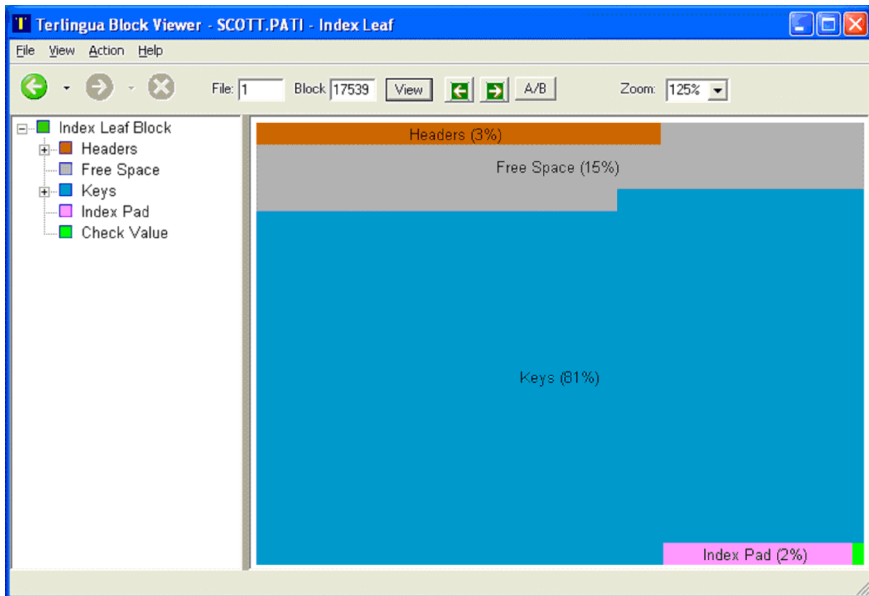 T Terlingua Block Viewer - SCOTT.PATI - Index Leaf
File View Action Help
File: 1 Block 17539 View A/B Zoom: 125%
Index Leaf Block
Headers
Free Space
Keys
Index Pad
Check Value
Headers (3%)
Free Space (15%)
Keys (81%)
Index Pad (2%)